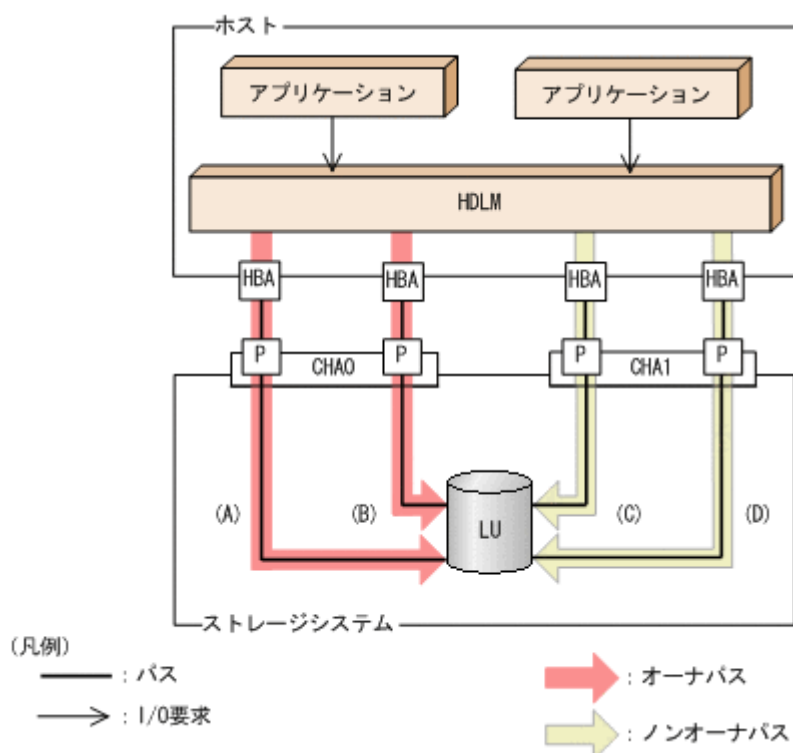 ホスト
アプリケーション
アプリケーション
HDLM
HBA
HBA
HBA
HBA
P
P
P
P
CHA0
CHA1
(A)
(B)
LU
(C)
(D)
ストレージシステム
(凡例)
: パス
: I/O要求
: オーナパス
: ノンオーナパス